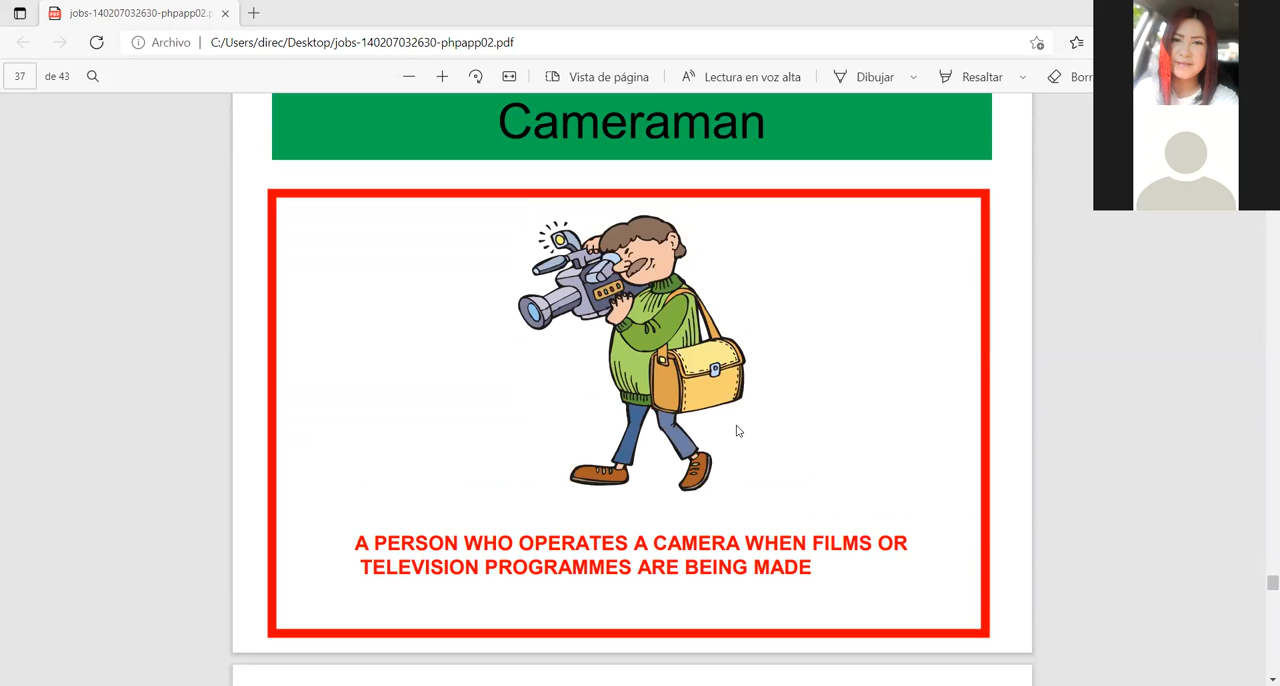 jobs-140207032630-phpapp02.p
Archivo | C:/Users/direc/Desktop/jobs-140207032630-phpapp02.pdf
37 de 43 Vista de página Lectura en voz alta Dibujar Resaltar Borr
Cameraman
A PERSON WHO OPERATES A CAMERA WHEN FILMS OR
TELEVISION PROGRAMMES ARE BEING MADE